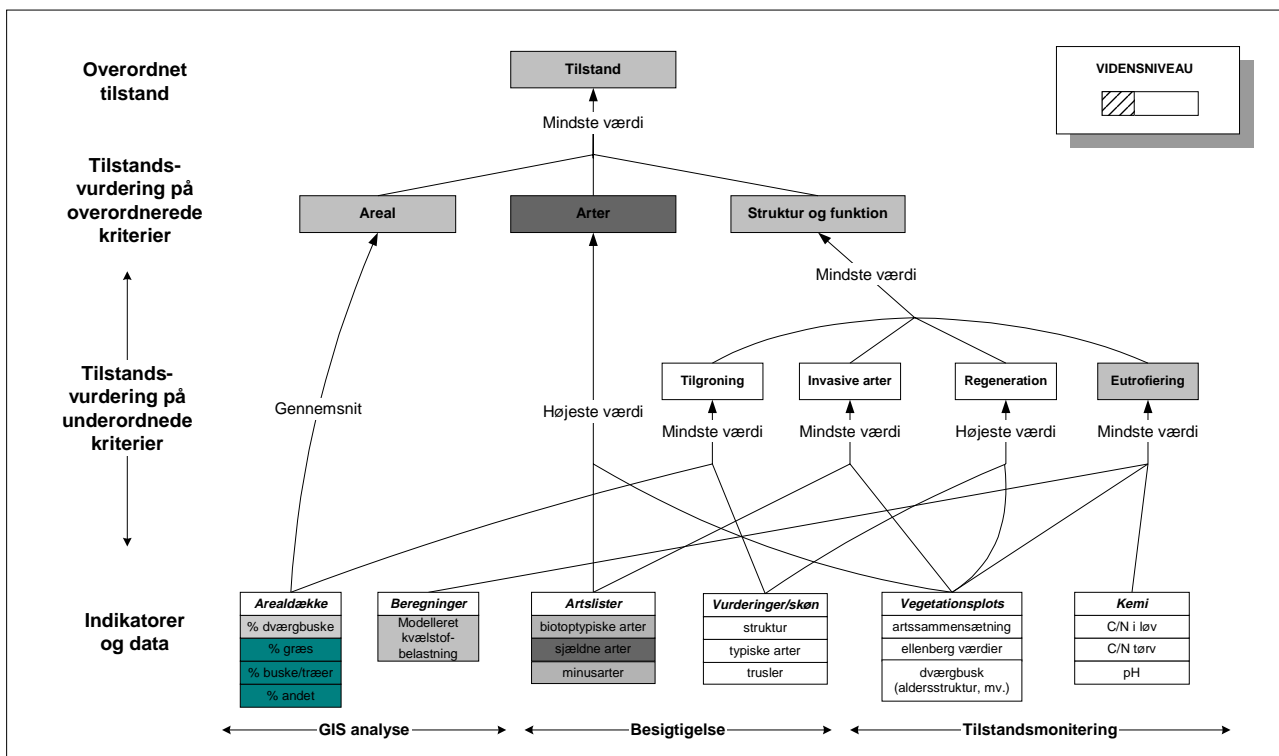 Overordnet
tilstand
Tilstand
VIDENSNIVEAU
Mindste værdi
Tilstands-
vurdering på
overordnerede
kriterier
Areal
Arter
Struktur og funktion
Mindste værdi
Tilstands-
vurdering på
underordnede
kriterier
Tilgroning
Invasive arter
Regeneration
Eutrofiering
Gennemsnit
Højeste værdi
Mindste værdi
Mindste værdi
Højeste værdi
Mindste værdi
Indikatorer
og data
Arealdække
% dværgbuske
% græs
% buske/træer
% andet
Beregninger
Modelleret
kvælstof-
belastning
Artslister
biotoptypiske arter
sjældne arter
minusarter
Vurderinger/skøn
struktur
typiske arter
trusler
Vegetationsplots
artssammensætning
ellenberg værdier
dværgbusk
(aldersstruktur, mv.)
Kemi
C/N i løv
C/N tørv
pH
GIS analyse
Besigtigelse
Tilstandsmonitering